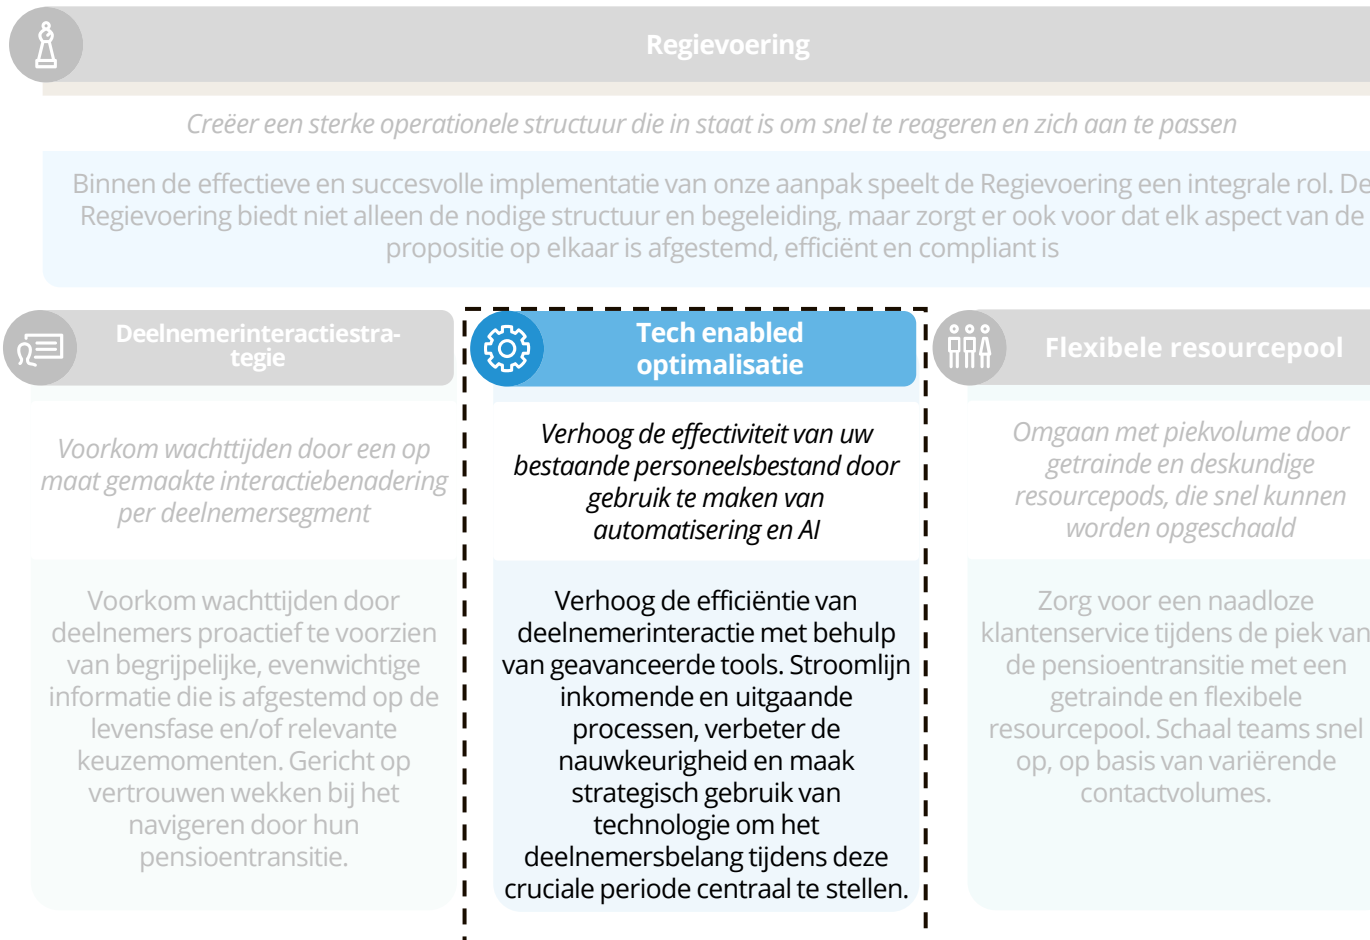 Regievoering
Creëer een sterke operationele structuur die in staat is om snel te reageren en zich aan te passen
Binnen de effectieve en succesvolle implementatie van onze aanpak speelt de Regievoering een integrale rol. De
Regievoering biedt niet alleen de nodige structuur en begeleiding, maar zorgt er ook voor dat elk aspect van de
propositie op elkaar is afgestemd, efficiënt en compliant is
Deelnemerinteractiestra-
tegie
Voorkom wachttijden door een op
maat gemaakte interactiebenadering
per deelnemersegment
Voorkom wachttijden door
deelnemers proactief te voorzien
van begrijpelijke, evenwichtige
informatie die is afgestemd op de
levensfase en/of relevante
keuzemomenten. Gericht op
vertrouwen wekken bij het
navigeren door hun
pensioentransitie.
Tech enabled
optimalisatie
Verhoog de effectiviteit van uw
bestaande personeelsbestand door
gebruik te maken van
automatisering en AI
Verhoog de efficiëntie van
deelnemerinteractie met behulp
van geavanceerde tools. Stroomlijn
inkomende en uitgaande
processen, verbeter de
nauwkeurigheid en maak
strategisch gebruik van
technologie om het
deelnemersbelang tijdens deze
cruciale periode centraal te stellen.
Flexibele resourcepool
Omgaan met piekvolume door
getrainde en deskundige
resourcepods, die snel kunnen
worden opgeschaald
Zorg voor een naadloze
klantenservice tijdens de piek van
de pensioentransitie met een
getrainde en flexibele
resourcepool. Schaal teams snel
op, op basis van variërende
contactvolumes.